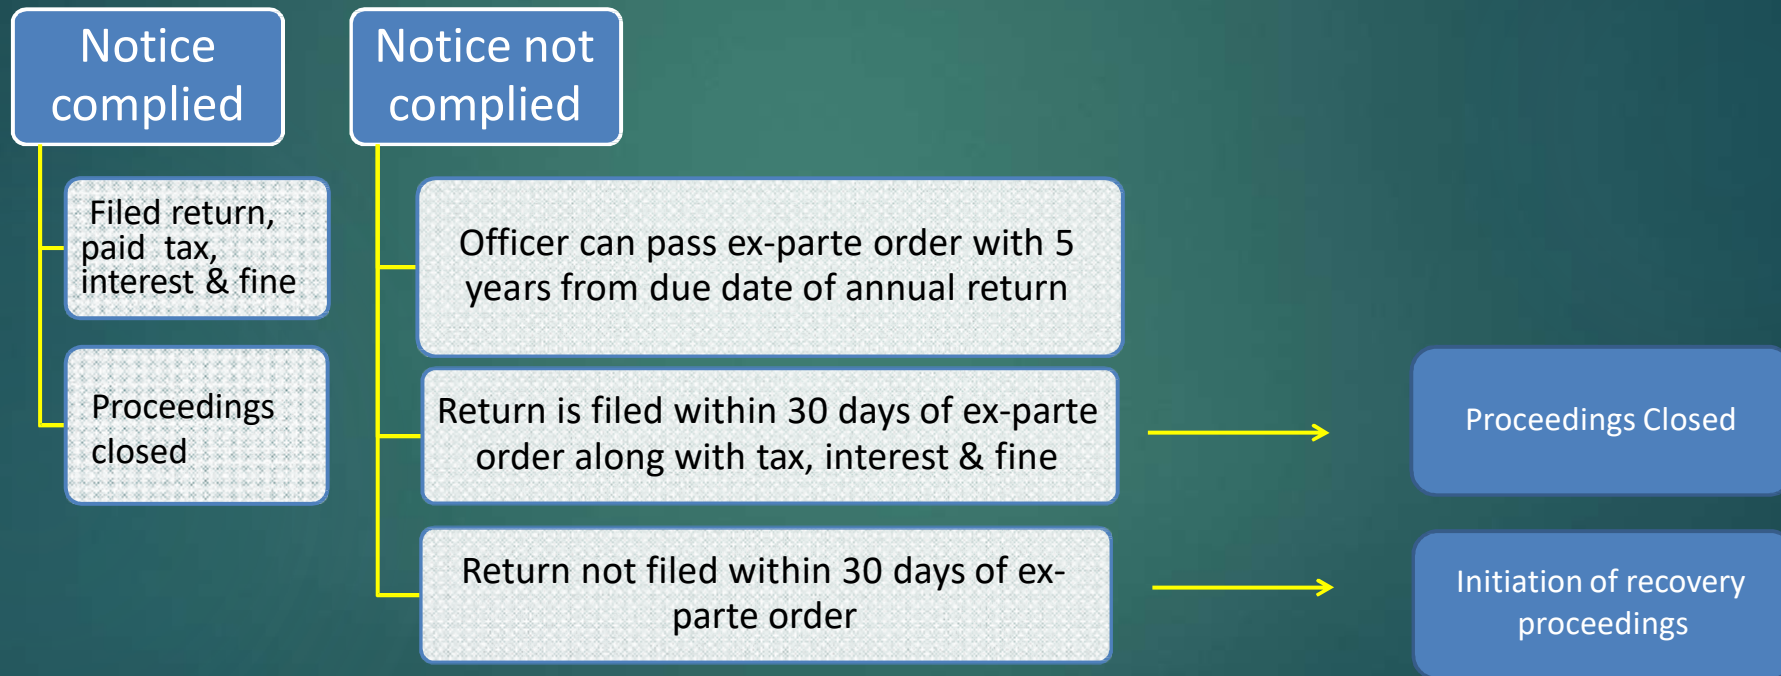 Notice
complied
Filed return,
paid tax,
interest & fine
Proceedings
closed
Notice not
complied
Officer can pass ex-parte order with 5
years from due date of annual return
Return is filed within 30 days of ex-parte
order along with tax, interest & fine
Proceedings Closed
Return not filed within 30 days of ex-
parte order
Initiation of recovery
proceedings